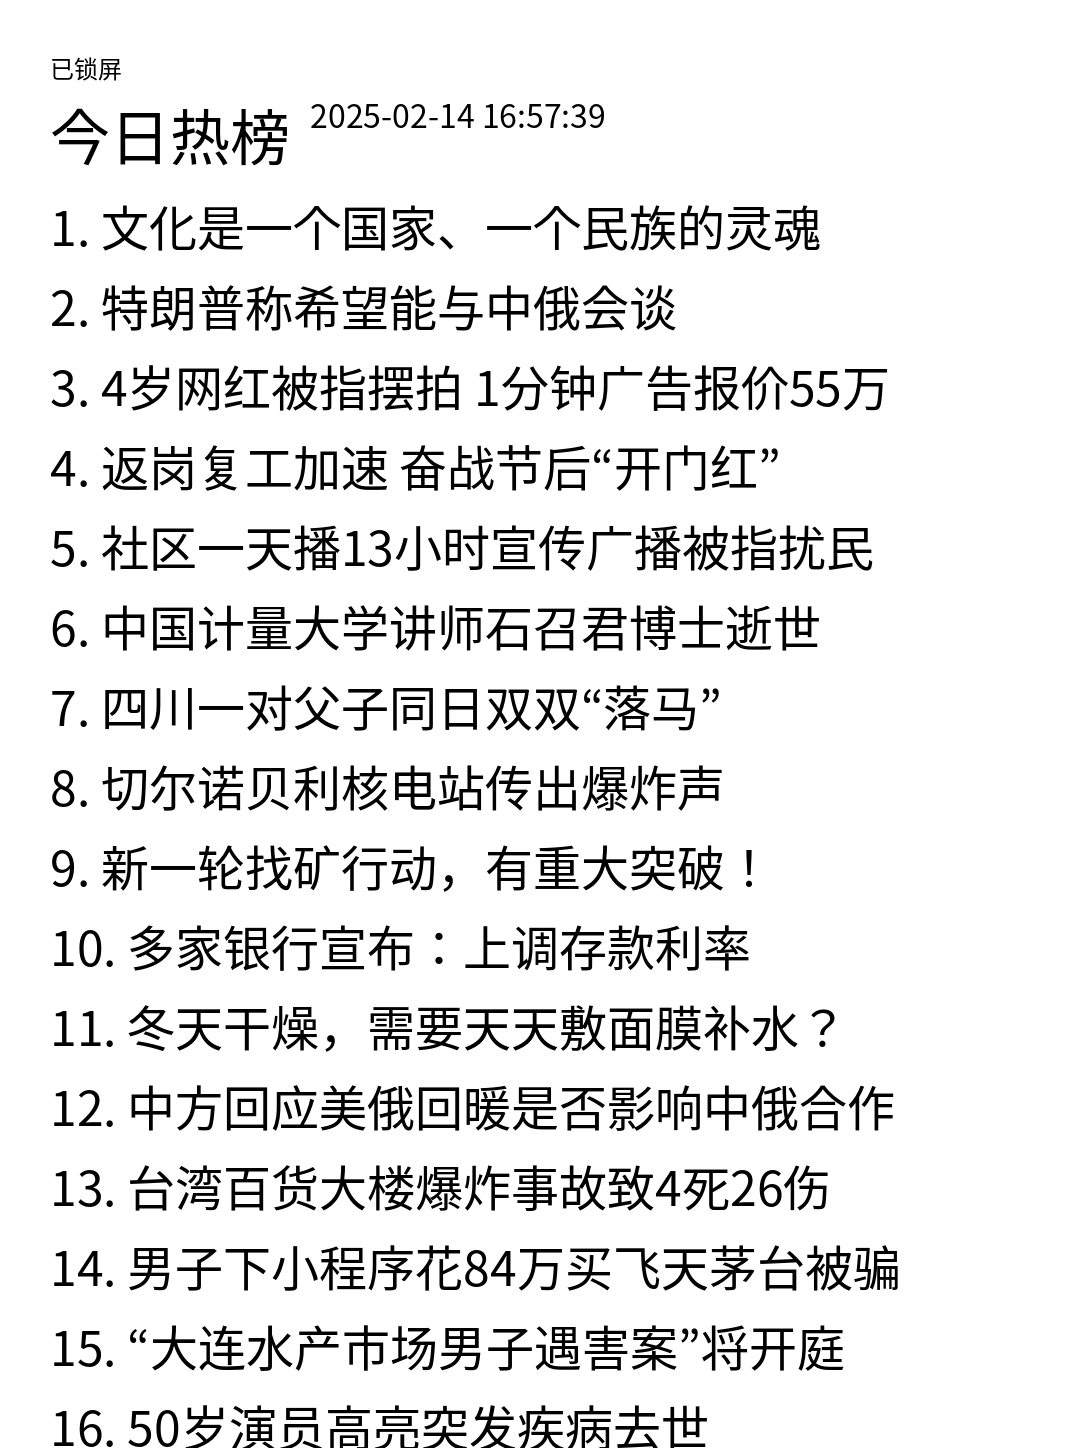 已锁屏
今日热榜 2025-02-14 16:57:39
1. 文化是一个国家、一个民族的灵魂
2. 特朗普称希望能与中俄会谈
3. 4岁网红被指摆拍 1分钟广告报价55万
4. 返岗复工加速 奋战节后“开门红”
5. 社区一天播13小时宣传广播被指扰民
6. 中国计量大学讲师石召君博士逝世
7. 四川一对父子同日双双“落马”
8. 切尔诺贝利核电站传出爆炸声
9. 新一轮找矿行动，有重大突破！
10. 多家银行宣布：上调存款利率
11. 冬天干燥，需要天天敷面膜补水？
12. 中方回应美俄回暖是否影响中俄合作
13. 台湾百货大楼爆炸事故致4死26伤
14. 男子下小程序花84万买飞天茅台被骗
15. “大连水产市场男子遇害案”将开庭
16. 50岁演员高亮突发疾病去世